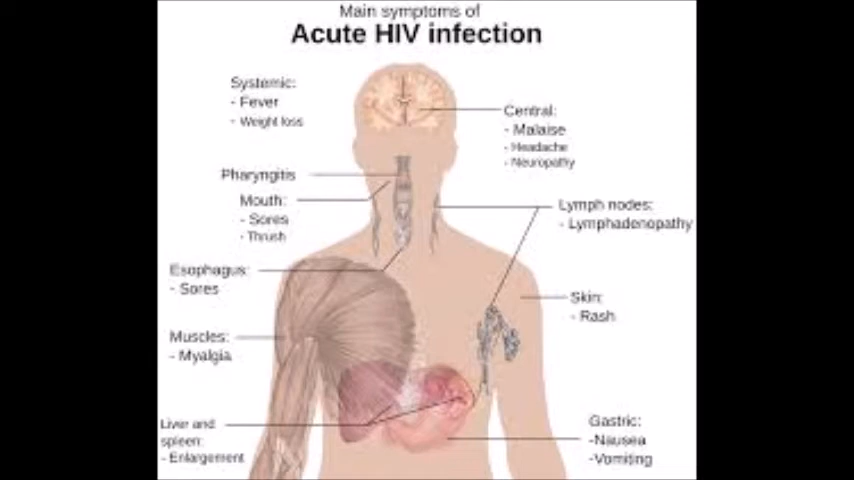 Main symptoms of
Acute HIV infection
Systemic:
- Fever
- Weight loss
Central:
- Malaise
- Headache
- Neuropathy
Pharyngitis
Mouth:
- Sores
- Thrush
Lymph nodes:
- Lymphadenopathy
Esophagus:
- Sores
Skin:
- Rash
Muscles:
- Myalgia
Liver and
spleen:
- Enlargement
Gastric:
-Nausea
-Vomiting